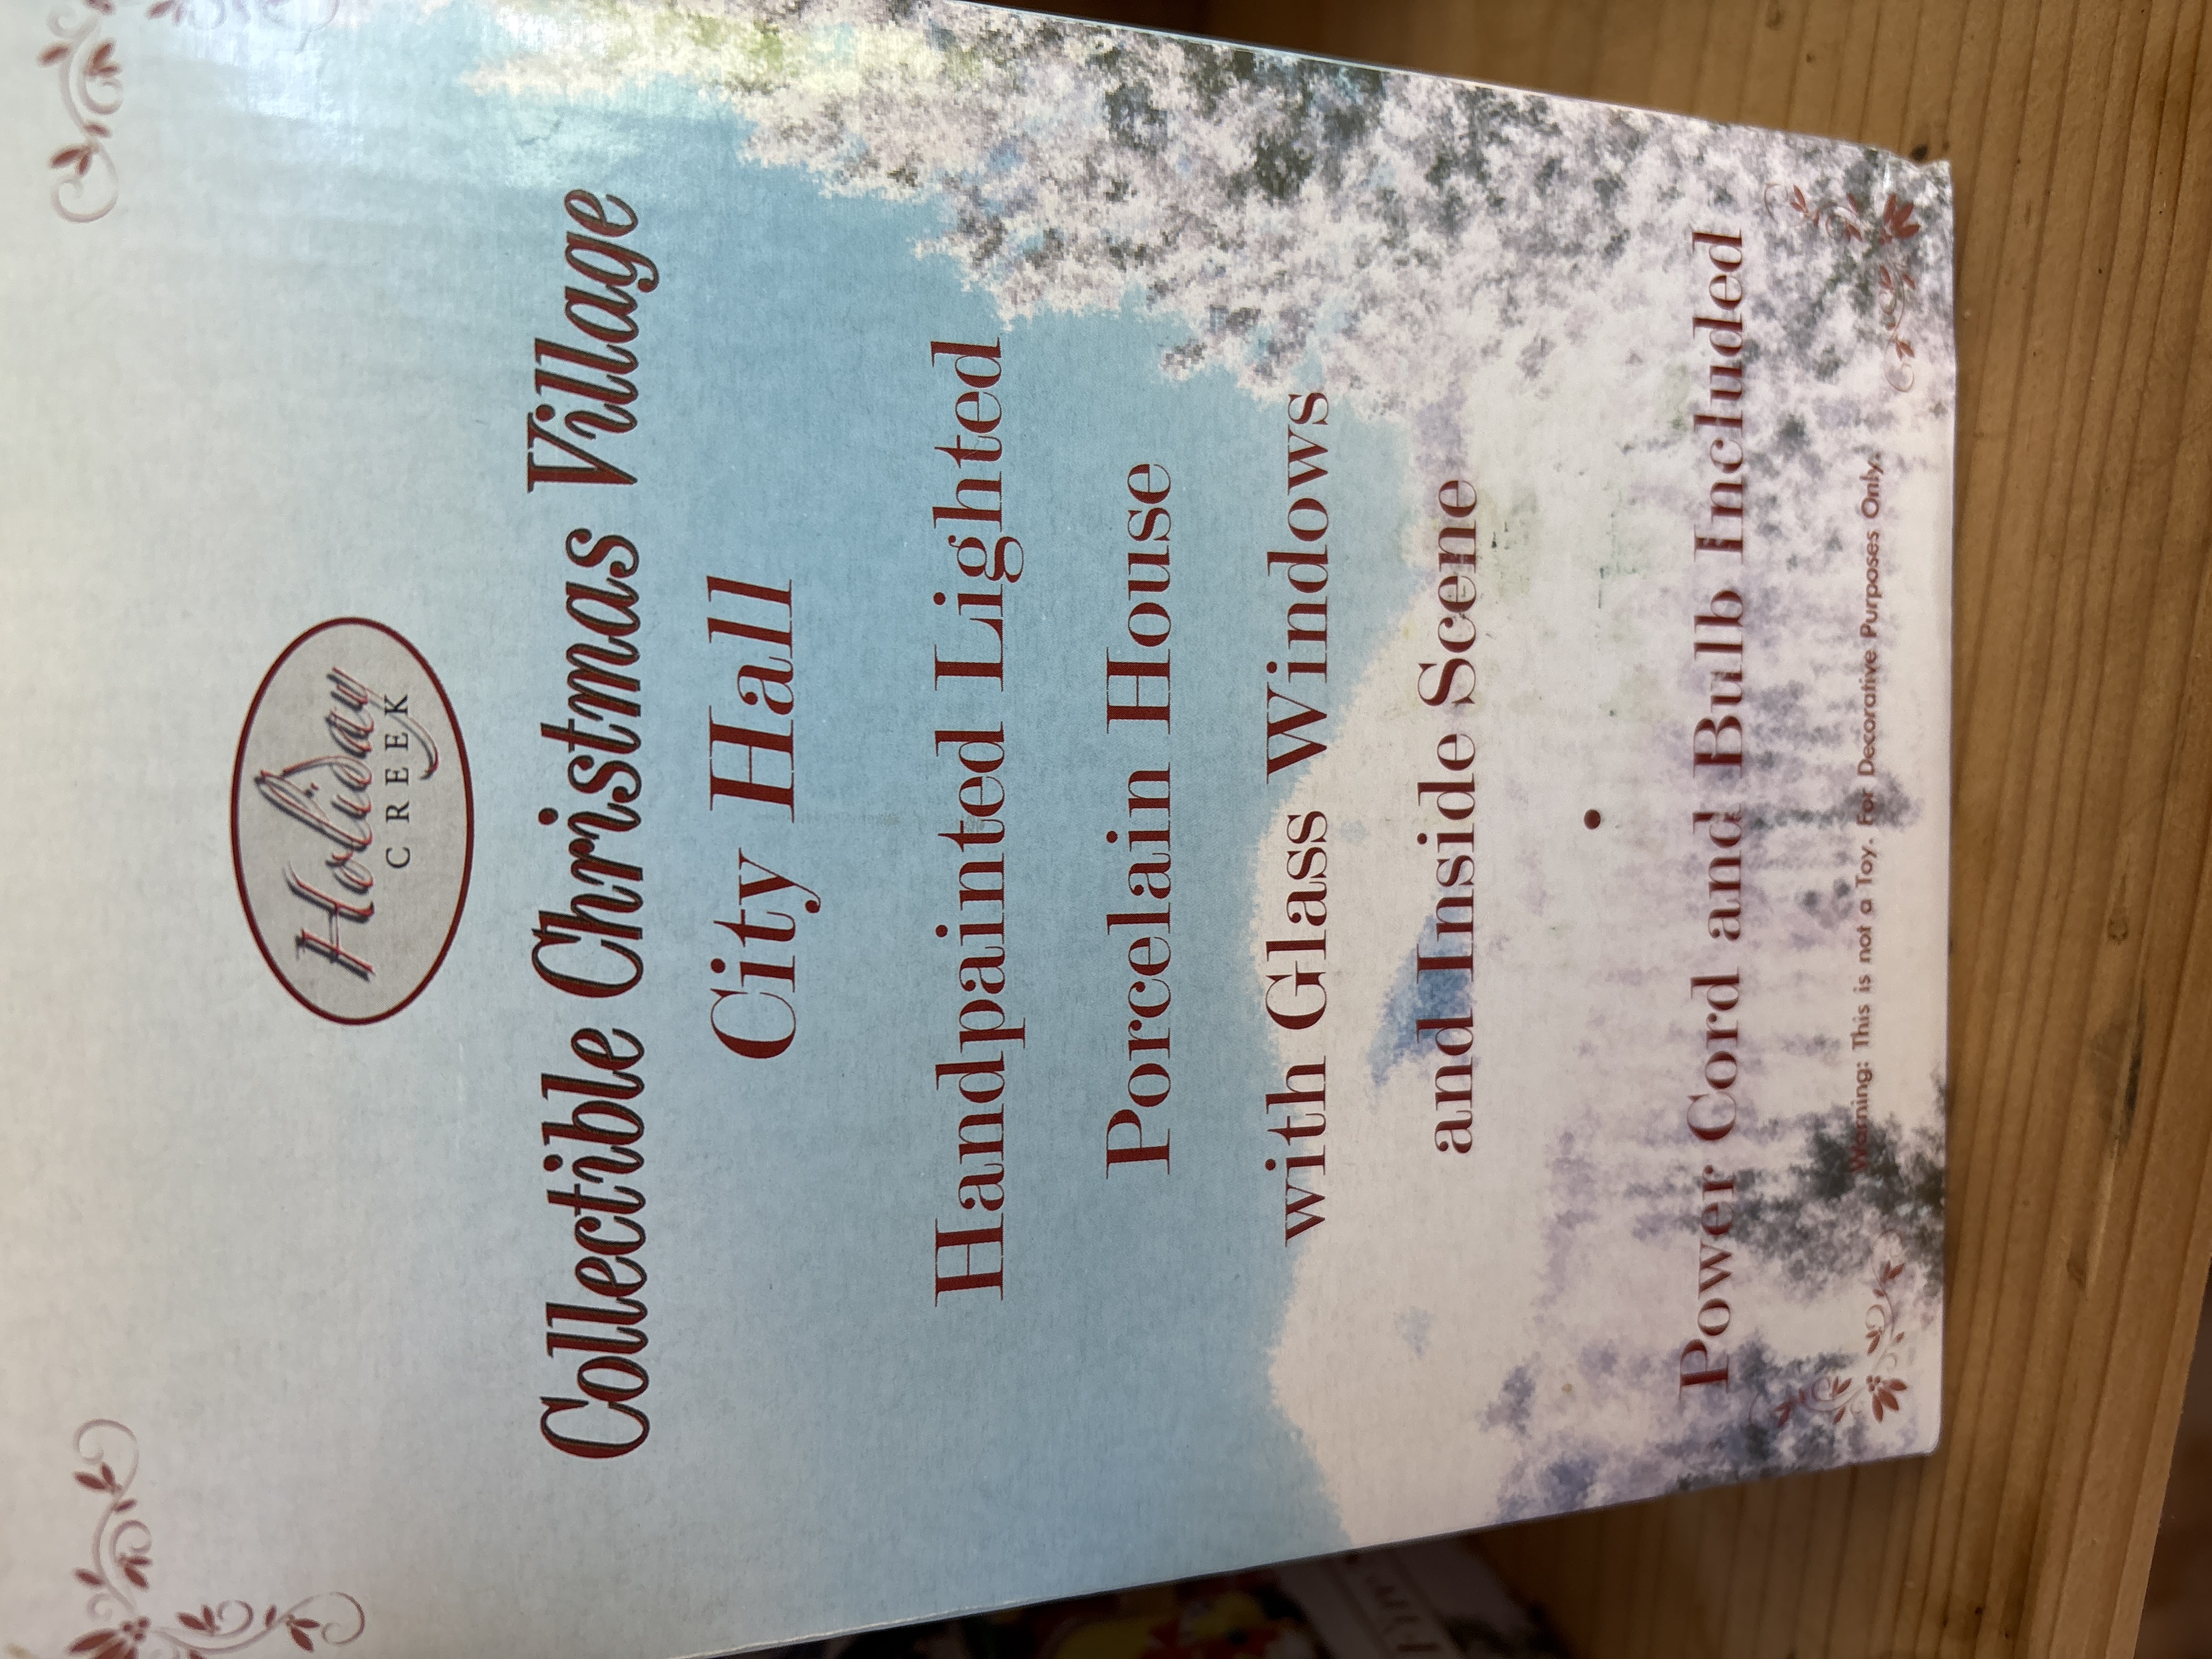 Holiday
CREEK
Collectible Christmas Village
City Hall
Handpainted Lighted
Porcelain House
with Glass Windows
and Inside Scene
•
Power Cord and Bulb Included
Warning: This is not a Toy. For Decorative Purposes Only.